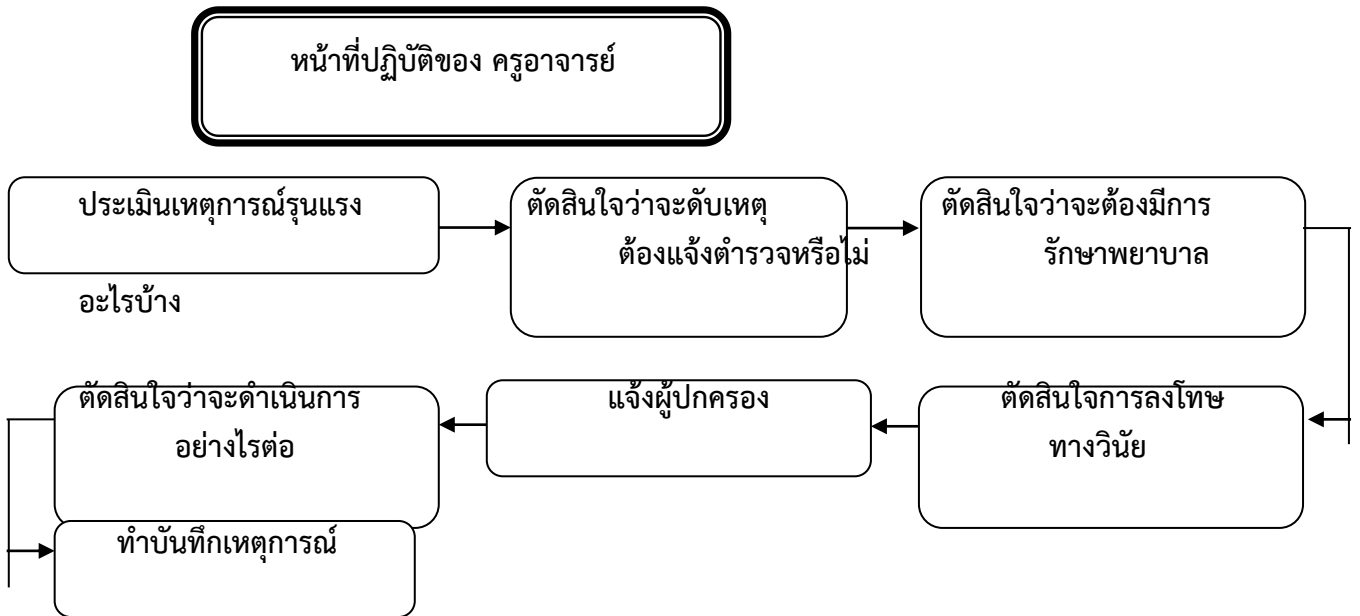 หน้าที่ปฏิบัติของ ครูอาจารย์
ประเมินเหตุการณ์รุนแรง
อะไรบ้าง
ตัดสินใจว่าจะดับเหตุ
ต้องแจ้งตำรวจหรือไม่
ตัดสินใจว่าจะต้องมีการ
รักษาพยาบาล
ตัดสินใจการลงโทษ
ทางวินัย
แจ้งผู้ปกครอง
ตัดสินใจว่าจะดำเนินการ
อย่างไรต่อ
ทำบันทึกเหตุการณ์